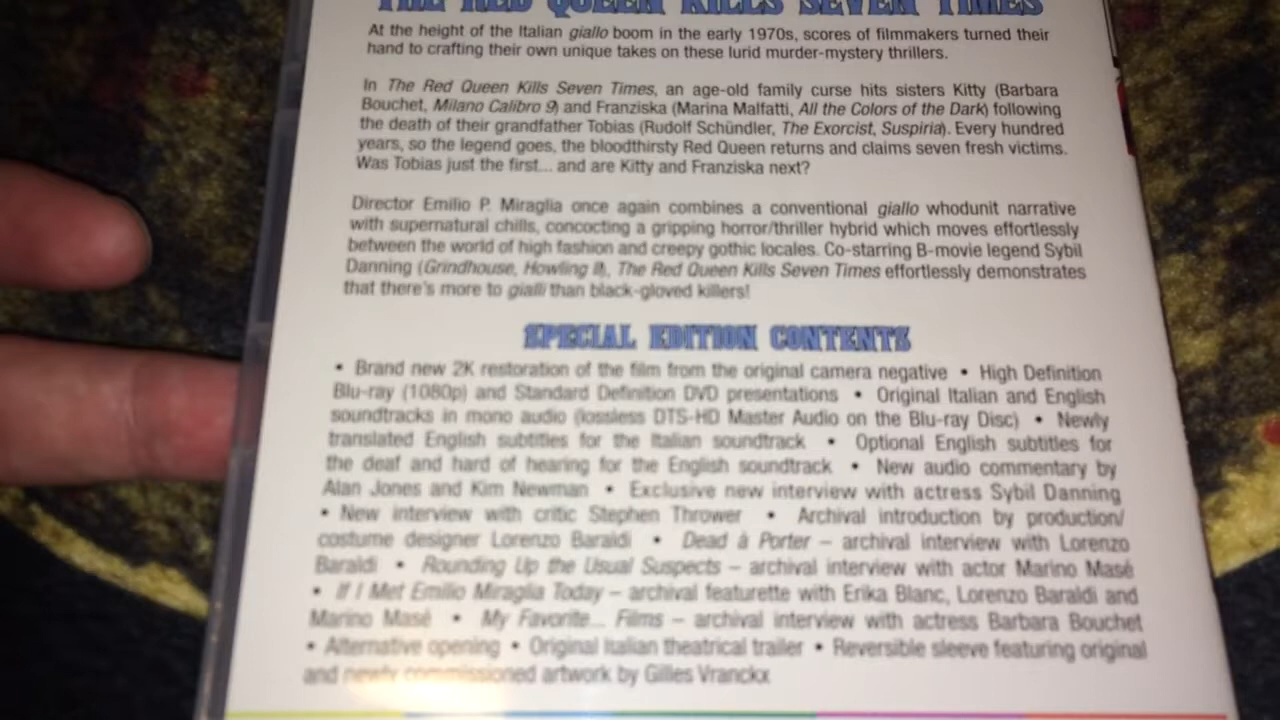 THE RED QUEEN KILLS SEVEN TIMES
At the height of the Italian giallo boom in the early 1970s, scores of filmmakers turned their
hand to crafting their own unique takes on these lurid murder-mystery thrillers.
In The Red Queen Kills Seven Times, an age-old family curse hits sisters Kitty (Barbara
Bouchet, Milano Calibro 9) and Franziska (Marina Malfatti, All the Colors of the Dark) following
the death of their grandfather Tobias (Rudolf Schündler, The Exorcist, Suspiria). Every hundred
years, so the legend goes, the bloodthirsty Red Queen returns and claims seven fresh victims.
Was Tobias just the first... and are Kitty and Franziska next?
Director Emilio P. Miraglia once again combines a conventional giallo whodunit narrative
with supernatural chills, concocting a gripping horror/thriller hybrid which moves effortlessly
between the world of high fashion and creepy gothic locales. Co-starring B-movie legend Sybil
Danning (Grindhouse, Howling II), The Red Queen Kills Seven Times effortlessly demonstrates
that there's more to gialli than black-gloved killers!
SPECIAL EDITION CONTENTS
• Brand new 2K restoration of the film from the original camera negative • High Definition
Blu-ray (1080p) and Standard Definition DVD presentations • Original Italian and English
soundtracks in mono audio (lossless DTS-HD Master Audio on the Blu-ray Disc) • Newly
translated English subtitles for the Italian soundtrack • Optional English subtitles for
the deaf and hard of hearing for the English soundtrack • New audio commentary by
Alan Jones and Kim Newman • Exclusive new interview with actress Sybil Danning
• New interview with critic Stephen Thrower • Archival introduction by production/
costume designer Lorenzo Baraldi • Dead à Porter – archival interview with Lorenzo
Baraldi • Rounding Up the Usual Suspects – archival interview with actor Marino Masé
• If I Met Emilio Miraglia Today – archival featurette with Erika Blanc, Lorenzo Baraldi and
Marino Masé • My Favorite... Films – archival interview with actress Barbara Bouchet
• Alternative opening • Original Italian theatrical trailer • Reversible sleeve featuring original
and newly commissioned artwork by Gilles Vranckx